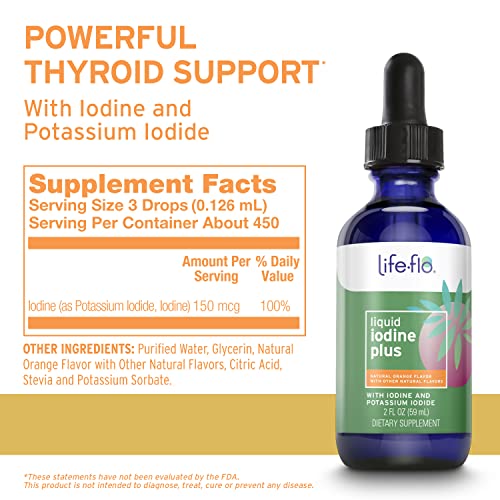 POWERFUL
THYROID SUPPORT*
With Iodine and
Potassium Iodide
Supplement Facts
Serving Size 3 Drops (0.126 mL)
Serving Per Container About 450
Amount Per % Daily
Serving Value
Iodine (as Potassium Iodide, Iodine) 150 mcg 100%
OTHER INGREDIENTS: Purified Water, Glycerin, Natural
Orange Flavor with Other Natural Flavors, Citric Acid,
Stevia and Potassium Sorbate.
life-flo
liquid
iodine
plus
NATURAL ORANGE FLAVOR
WITH OTHER NATURAL FLAVORS
WITH IODINE AND
POTASSIUM IODIDE
2 FL OZ (59 mL)
DIETARY SUPPLEMENT
*These statements have not been evaluated by the FDA.
This product is not intended to diagnose, treat, cure or prevent any disease.